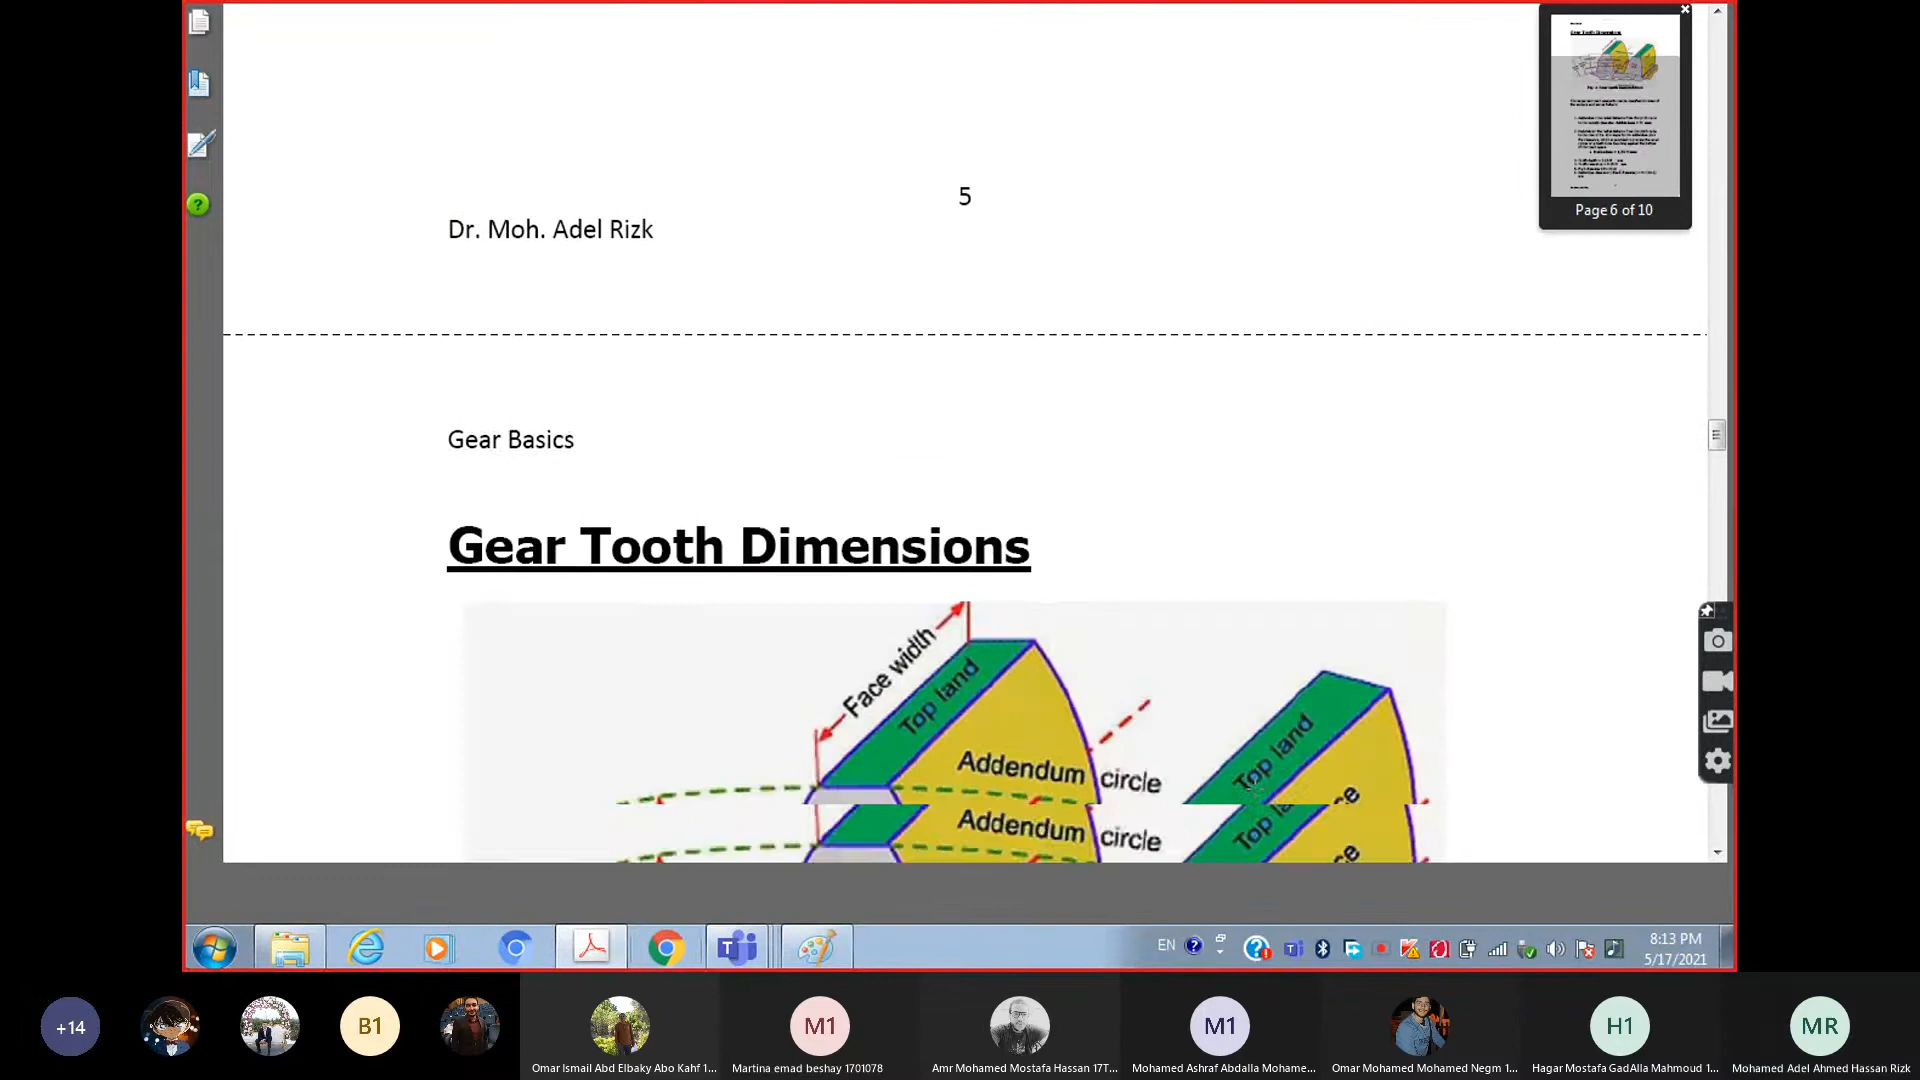 5
Dr. Moh. Adel Rizk
Page 6 of 10
Gear Basics
Gear Tooth Dimensions
Face width
Top land
Addendum circle
Top land
Addendum circle
EN
8:13 PM
5/17/2021
+14
B1
M1
M1
H1
MR
Omar Ismail Abd Elbaky Abo Kahf 1...
Martina emad beshay 1701078
Amr Mohamed Mostafa Hassan 17T...
Mohamed Ashraf Abdalla Mohame...
Omar Mohamed Mohamed Negm 1...
Hagar Mostafa GadAlla Mahmoud 1...
Mohamed Adel Ahmed Hassan Rizk